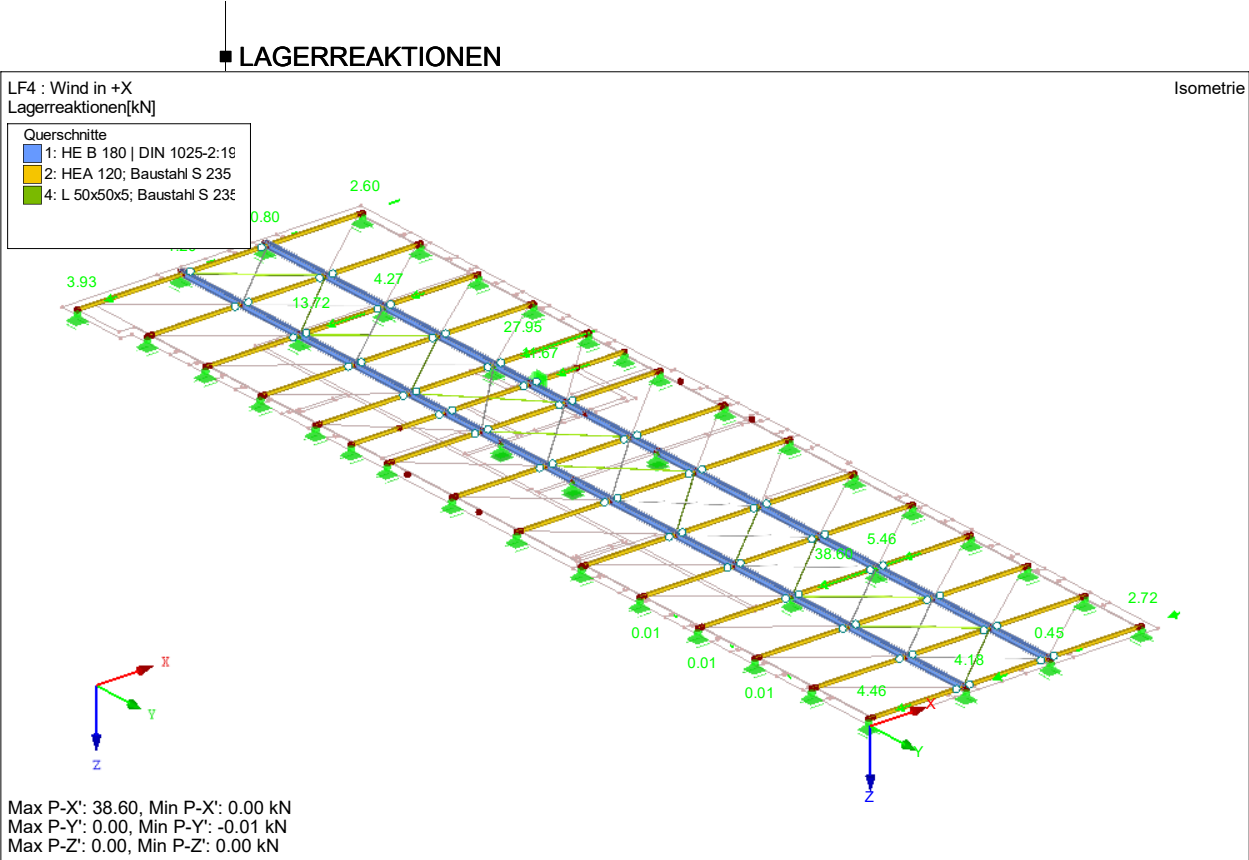 LAGERREAKTIONEN
LF4 : Wind in +X
Isometrie
Lagerreaktionen[kN]
Querschnitte
1: HE B 180 | DIN 1025-2:19
2: HEA 120; Baustahl S 235
4: L 50x50x5; Baustahl S 235
2.60
0.80
3.93
4.27
13.72
27.95
5.46
2.72
0.01
0.45
0.01
4.18
0.01
4.46
X
Y
Z
X
Y
Z
Max P-X': 38.60, Min P-X': 0.00 kN
Max P-Y': 0.00, Min P-Y': -0.01 kN
Max P-Z': 0.00, Min P-Z': 0.00 kN